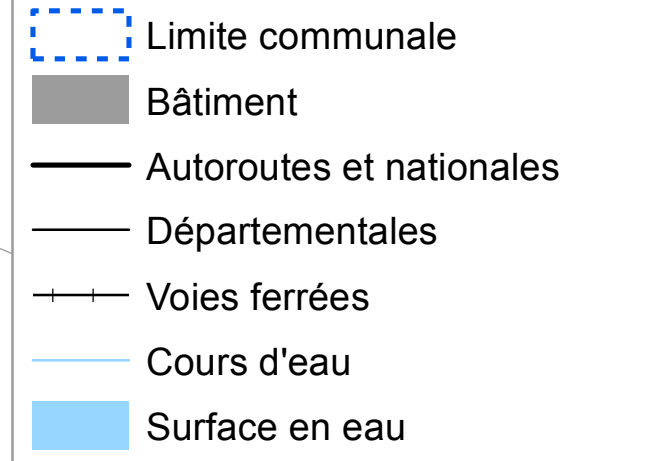 Limite communale
Bâtiment
Autoroutes et nationales
Départementales
Voies ferrées
Cours d'eau
Surface en eau